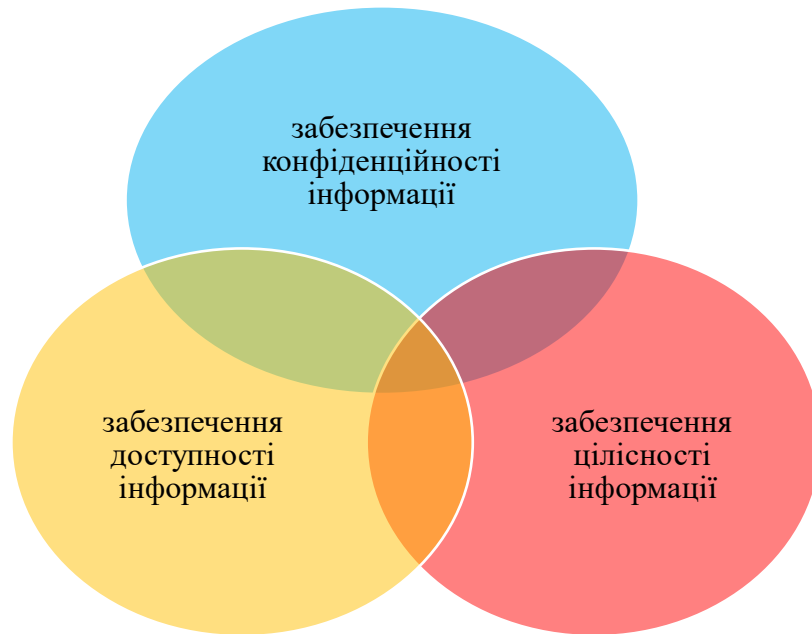 забезпечення
конфіденційності
інформації
забезпечення
доступності
інформації
забезпечення
цілісності
інформації